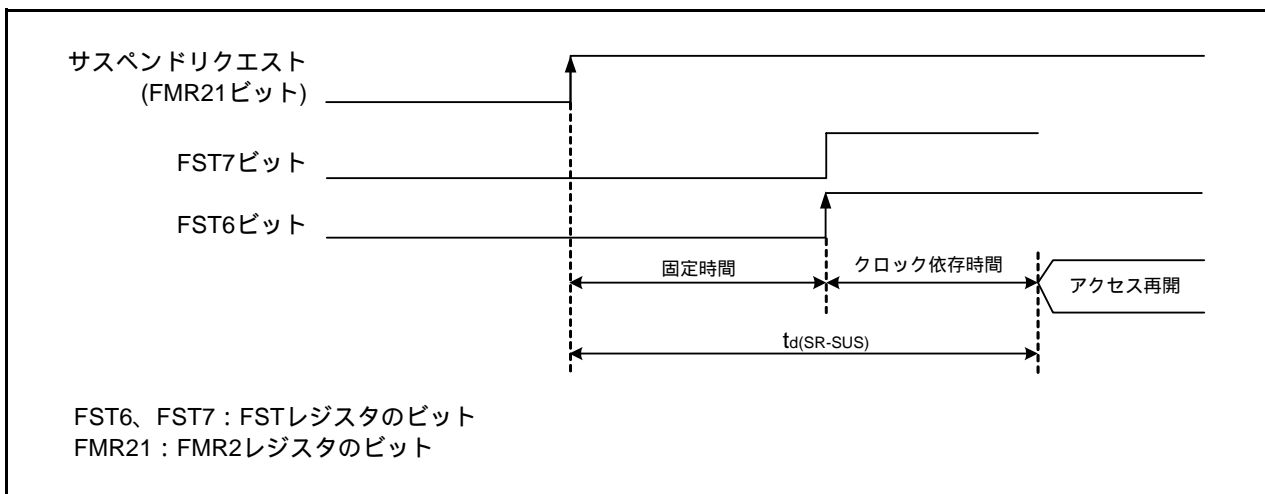 サスペンドリクエスト
(FMR21ビット)
FST7ビット
FST6ビット
固定時間
クロック依存時間
アクセス再開
td(SR-SUS)
FST6、FST7：FSTレジスタのビット
FMR21：FMR2レジスタのビット